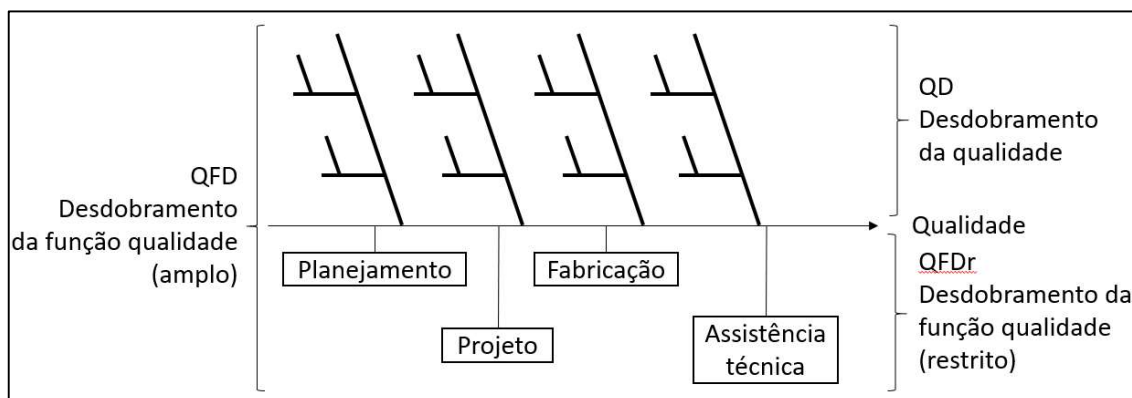 QFD
Desdobramento
da função qualidade
(amplo)
Planejamento
Projeto
Fabricação
Assistência
técnica
QD
Desdobramento
da qualidade
Qualidade
QFDr
Desdobramento da
função qualidade
(restrito)